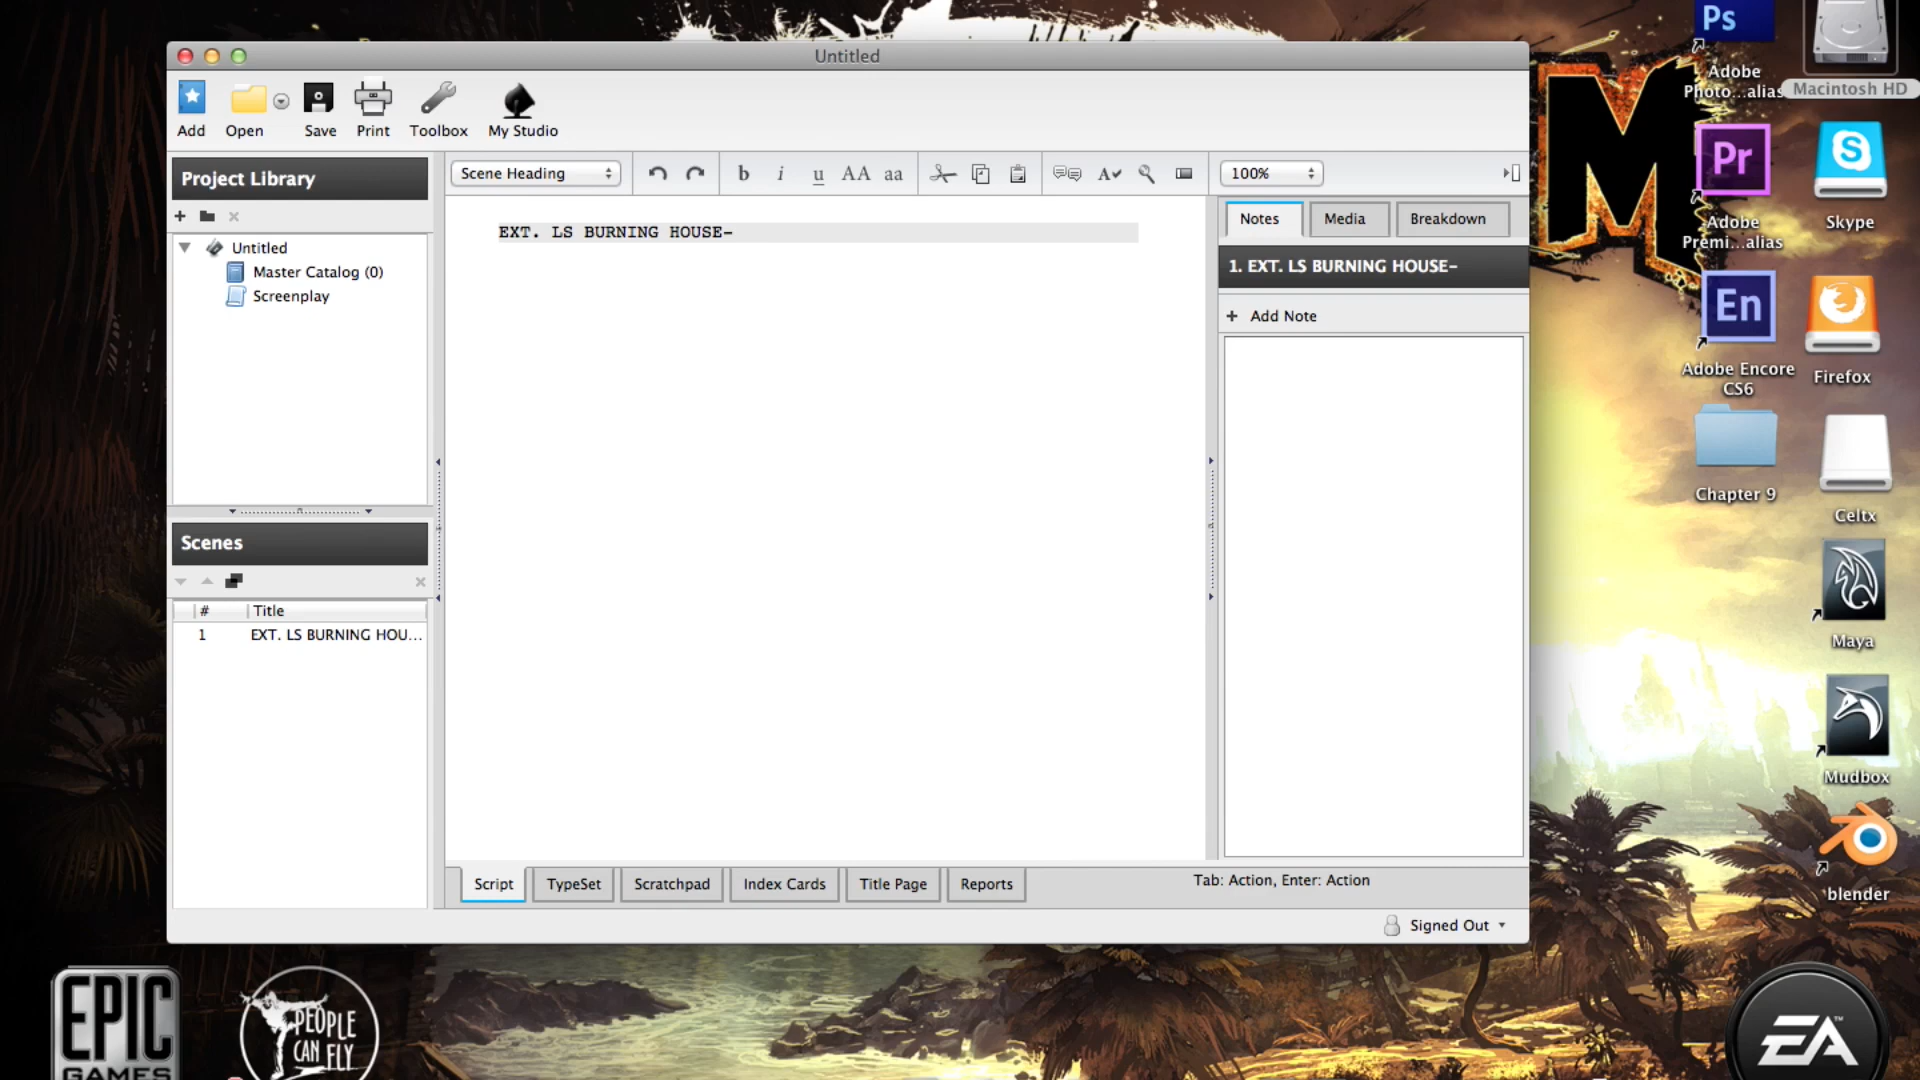 Untitled
Add
Open
Save
Print
Toolbox
My Studio
Project Library
Untitled
Master Catalog (0)
Screenplay
Scenes
# Title
1 EXT. LS BURNING HOU...
Scene Heading
b i u AA aa
A
100%
EXT. LS BURNING HOUSE-
Notes
Media
Breakdown
1. EXT. LS BURNING HOUSE-
+ Add Note
Script
TypeSet
Scratchpad
Index Cards
Title Page
Reports
Tab: Action, Enter: Action
Signed Out
M
Ps
Adobe
Photo...alias
Macintosh HD
Pr
Adobe
Premi...alias
S
Skype
En
Adobe Encore
CS6
Firefox
Chapter 9
Celtx
Maya
Mudbox
blender
EPIC
GAMES
PEOPLE
CAN FLY
EA™